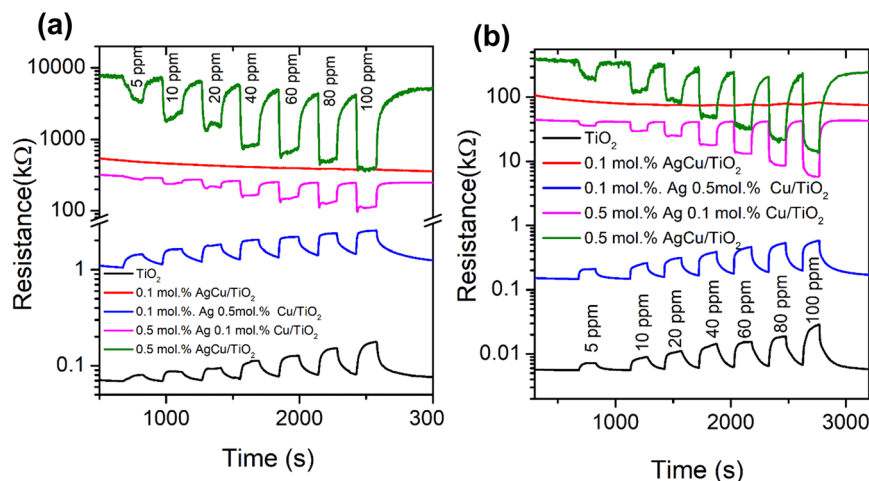 (a)
10000
1000
100
1
0.1
Resistance(kΩ)
5 ppm
10 ppm
20 ppm
40 ppm
60 ppm
80 ppm
100 ppm
TiO₂
0.1 mol.% AgCu/TiO₂
0.1 mol.%. Ag 0.5mol.% Cu/TiO₂
0.5 mol.% Ag 0.1 mol.% Cu/TiO₂
0.5 mol.% AgCu/TiO₂
1000 1500 2000 2500 3000
Time (s)
(b)
100
10
1
0.1
0.01
Resistance(kΩ)
TiO₂
0.1 mol.% AgCu/TiO₂
0.1 mol.%. Ag 0.5mol.% Cu/TiO₂
0.5 mol.% Ag 0.1 mol.% Cu/TiO₂
0.5 mol.% AgCu/TiO₂
5 ppm
10 ppm
20 ppm
40 ppm
60 ppm
80 ppm
100 ppm
1000 2000 3000
Time (s)